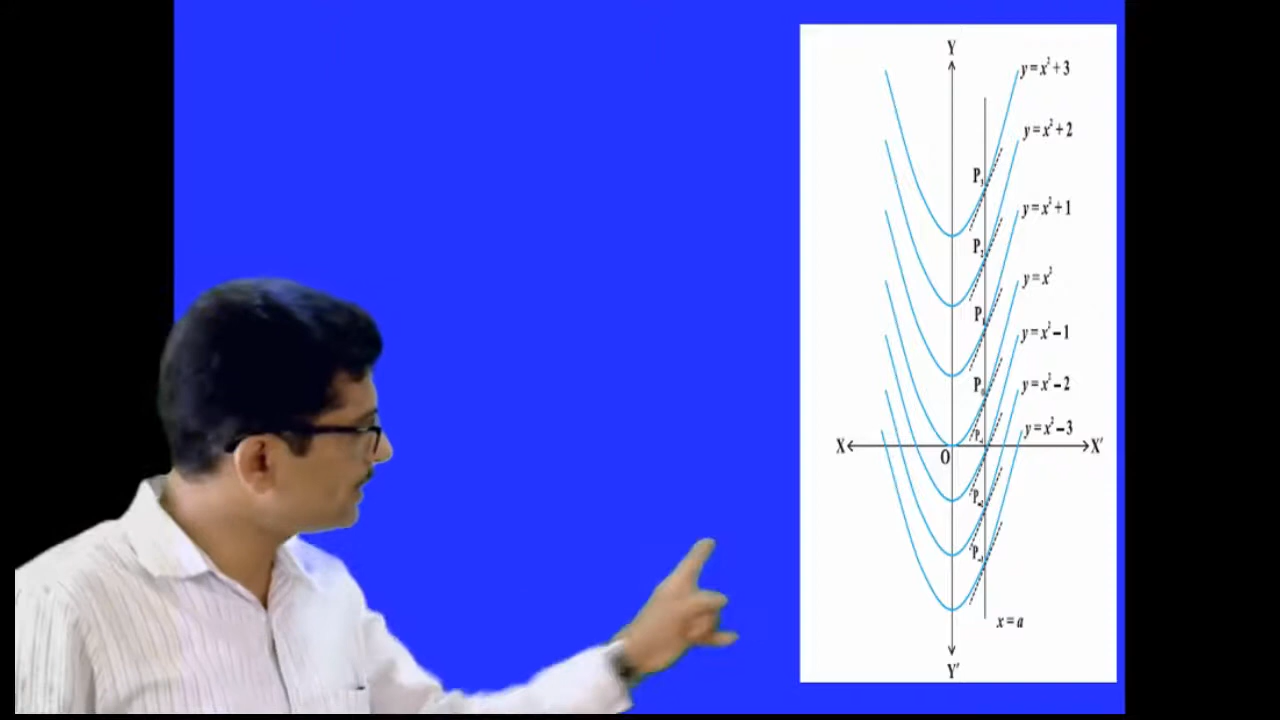 Y
y = x² + 3
y = x² + 2
P₃
y = x² + 1
P₂
y = x²
P₁
y = x² – 1
P₀
y = x² – 2
y = x² – 3
X
X′
O
x = a
Y′